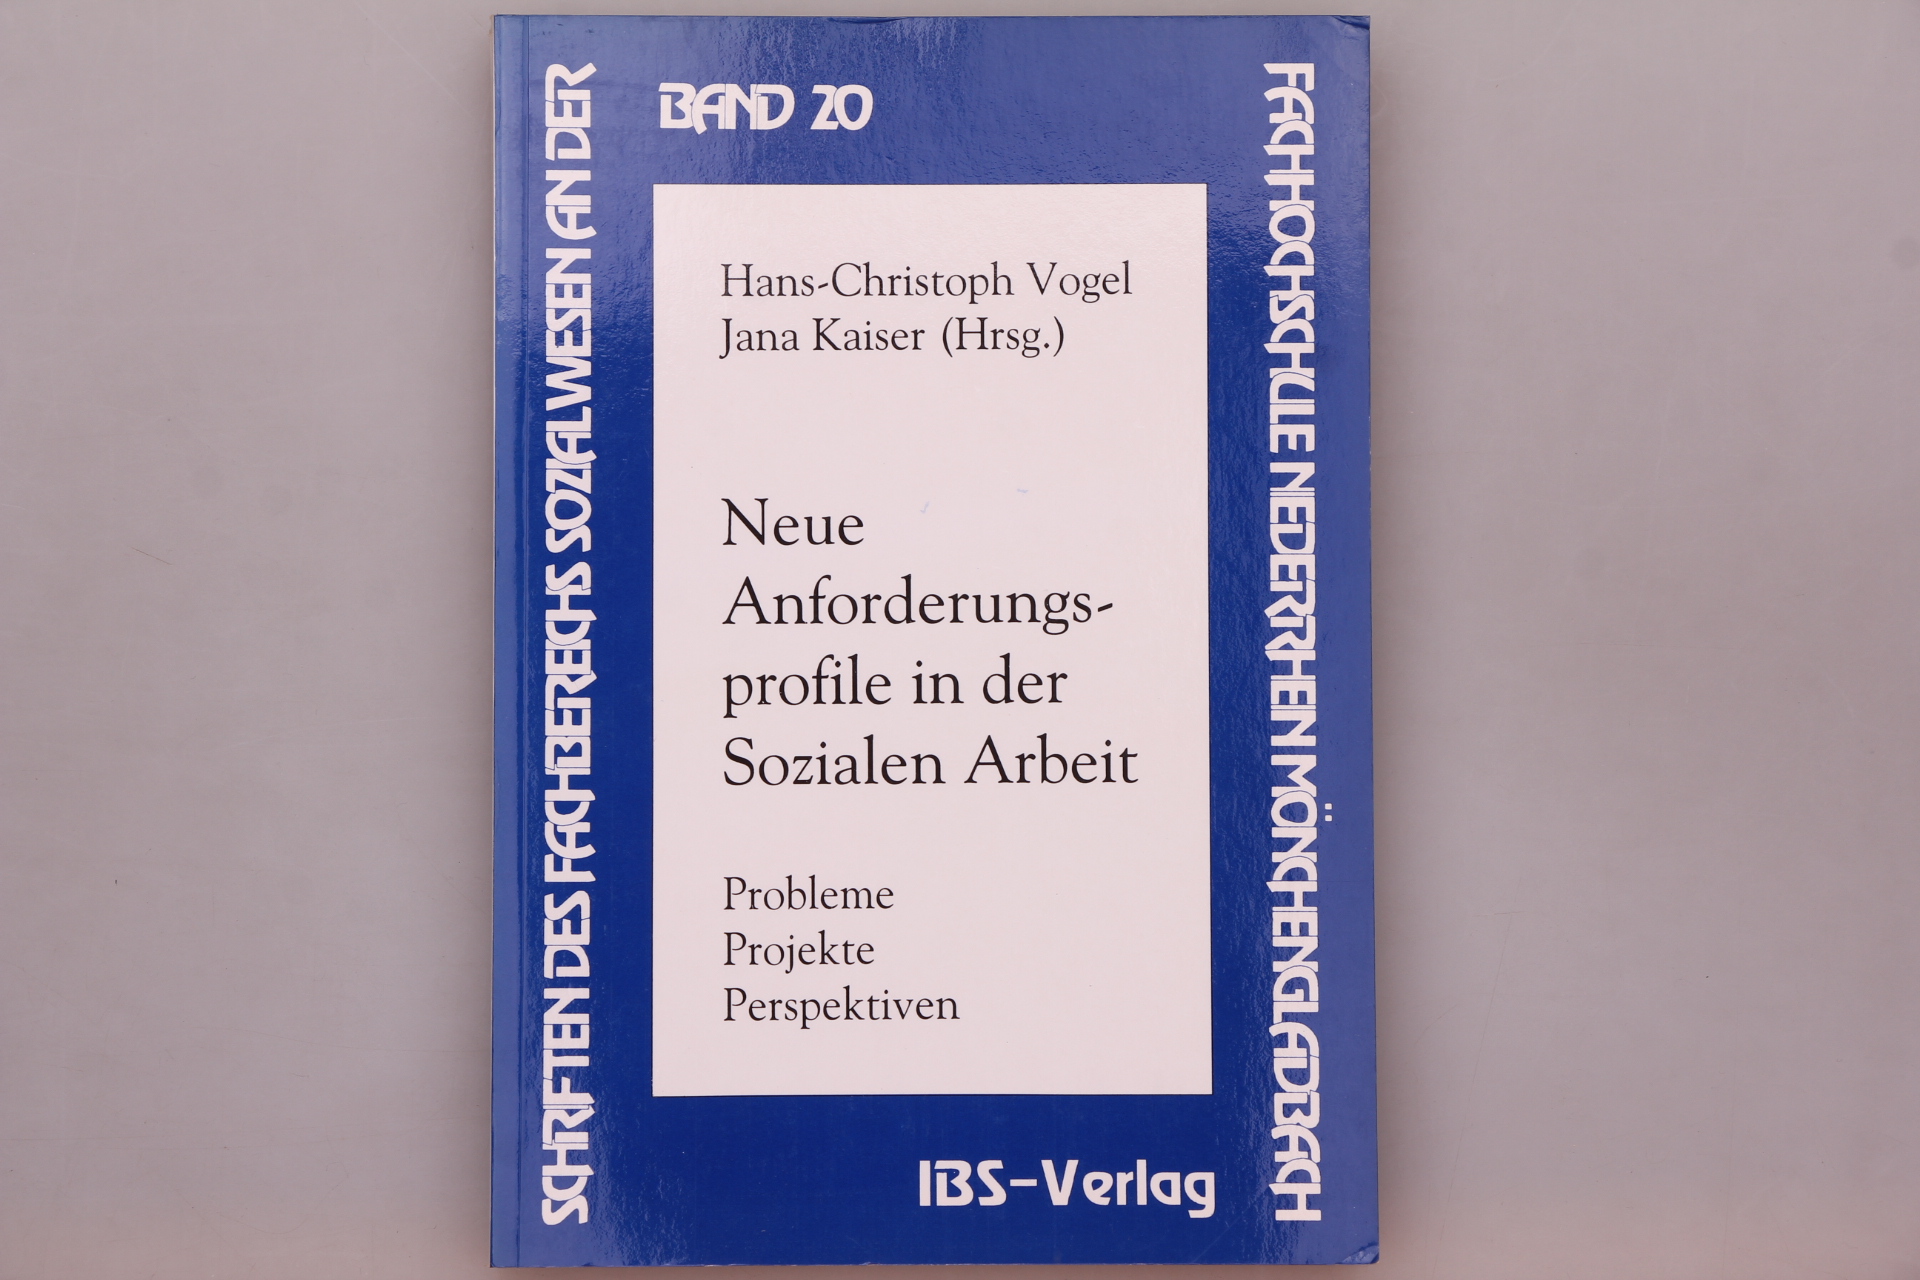 BAND 20
SCHRIFTEN DES FACHBEREICHS SOZIALWESEN AN DER
FACHHOCHSCHULE NIEDERRHEIN MÖNCHENGLADBACH
Hans-Christoph Vogel
Jana Kaiser (Hrsg.)
Neue
Anforderungs-
profile in der
Sozialen Arbeit
Probleme
Projekte
Perspektiven
IBS-Verlag